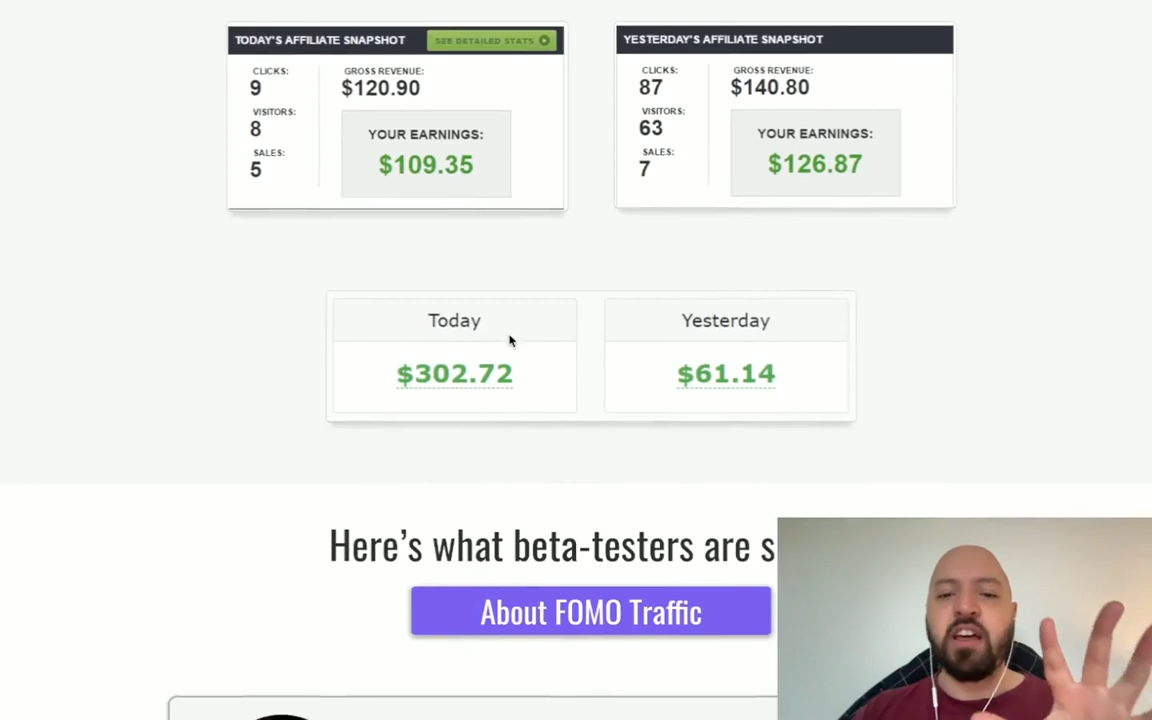 TODAY'S AFFILIATE SNAPSHOT
SEE DETAILED STATS
CLICKS:
9
VISITORS:
8
SALES:
5
GROSS REVENUE:
$120.90
YOUR EARNINGS:
$109.35
YESTERDAY'S AFFILIATE SNAPSHOT
CLICKS:
87
VISITORS:
63
SALES:
7
GROSS REVENUE:
$140.80
YOUR EARNINGS:
$126.87
Today
$302.72
Yesterday
$61.14
Here's what beta-testers are s
About FOMO Traffic